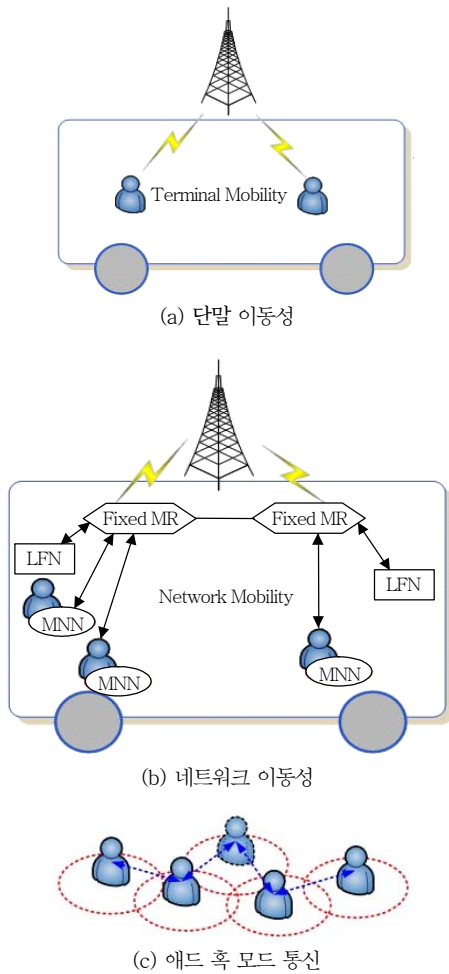 Terminal Mobility
(a) 단말 이동성
Fixed MR
Fixed MR
LFN
LFN
MNN
Network Mobility
MNN
MNN
(b) 네트워크 이동성
(c) 애드 혹 모드 통신